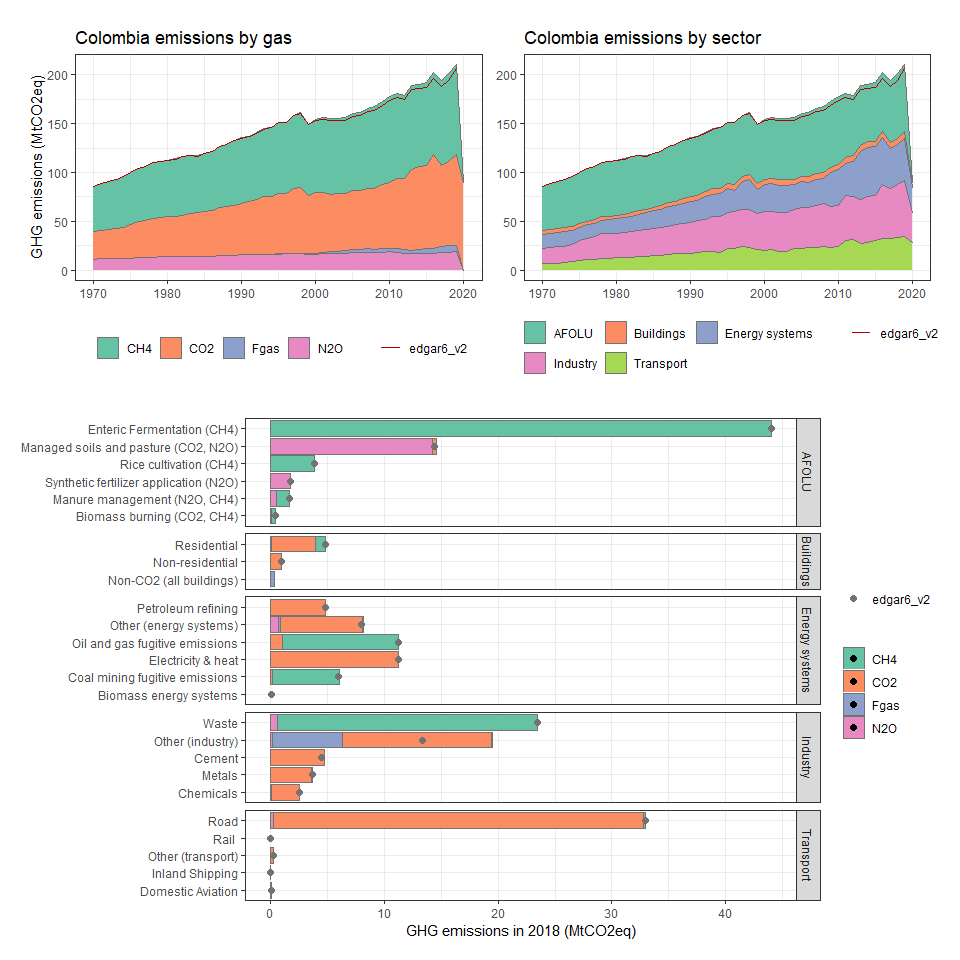 Colombia emissions by gas
GHG emissions (MtCO2eq)
200
150
100
50
0
1970
1980
1990
2000
2010
2020
CH4
CO2
Fgas
N2O
edgar6_v2
Colombia emissions by sector
200
150
100
50
0
1970
1980
1990
2000
2010
2020
AFOLU
Buildings
Energy systems
edgar6_v2
Industry
Transport
Enteric Fermentation (CH4)
Managed soils and pasture (CO2, N2O)
Rice cultivation (CH4)
Synthetic fertilizer application (N2O)
Manure management (N2O, CH4)
Biomass burning (CO2, CH4)
AFOLU
Residential
Non-residential
Non-CO2 (all buildings)
Buildings
Petroleum refining
Other (energy systems)
Oil and gas fugitive emissions
Electricity & heat
Coal mining fugitive emissions
Biomass energy systems
Energy systems
Waste
Other (industry)
Cement
Metals
Chemicals
Industry
Road
Rail
Other (transport)
Inland Shipping
Domestic Aviation
Transport
0
10
20
30
40
GHG emissions in 2018 (MtCO2eq)
edgar6_v2
CH4
CO2
Fgas
N2O